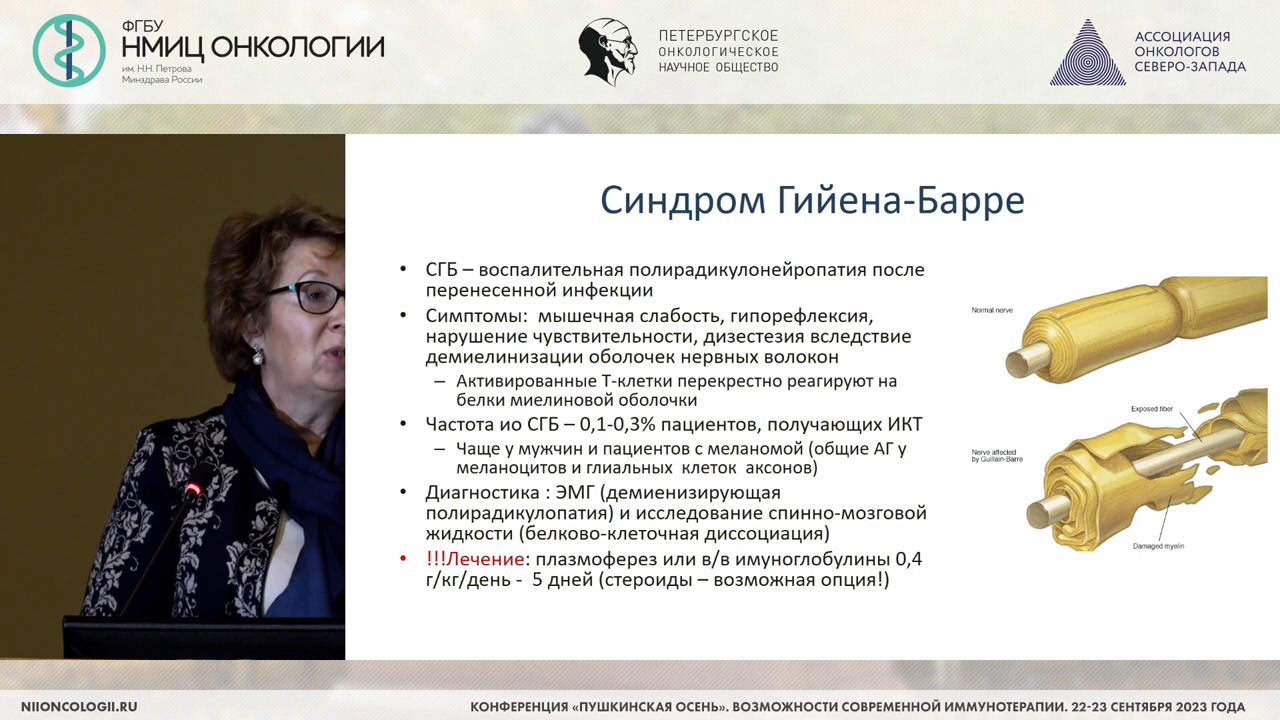 ФГБУ
НМИЦ ОНКОЛОГИИ
им. Н.Н. Петрова
Минздрава России
ПЕТЕРБУРГСКОЕ
ОНКОЛОГИЧЕСКОЕ
НАУЧНОЕ ОБЩЕСТВО
АССОЦИАЦИЯ
ОНКОЛОГОВ
СЕВЕРО-ЗАПАДА
Синдром Гийена-Барре
• СГБ – воспалительная полирадикулонейропатия после
перенесенной инфекции
• Симптомы: мышечная слабость, гипорефлексия,
нарушение чувствительности, дизестезия вследствие
демиелинизации оболочек нервных волокон
– Активированные Т-клетки перекрестно реагируют на
белки миелиновой оболочки
• Частота ио СГБ – 0,1-0,3% пациентов, получающих ИКТ
– Чаще у мужчин и пациентов с меланомой (общие АГ у
меланоцитов и глиальных клеток аксонов)
• Диагностика : ЭМГ (демиенизирующая
полирадикулопатия) и исследование спинно-мозговой
жидкости (белково-клеточная диссоциация)
• !!!Лечение: плазмоферез или в/в имуноглобулины 0,4
г/кг/день - 5 дней (стероиды – возможная опция!)
Normal nerve
Exposed fiber
Nerve affected
by Guillain-Barre
Damaged myelin
NIIONCOLOGII.RU
КОНФЕРЕНЦИЯ «ПУШКИНСКАЯ ОСЕНЬ». ВОЗМОЖНОСТИ СОВРЕМЕННОЙ ИММУНОТЕРАПИИ. 22-23 СЕНТЯБРЯ 2023 ГОДА